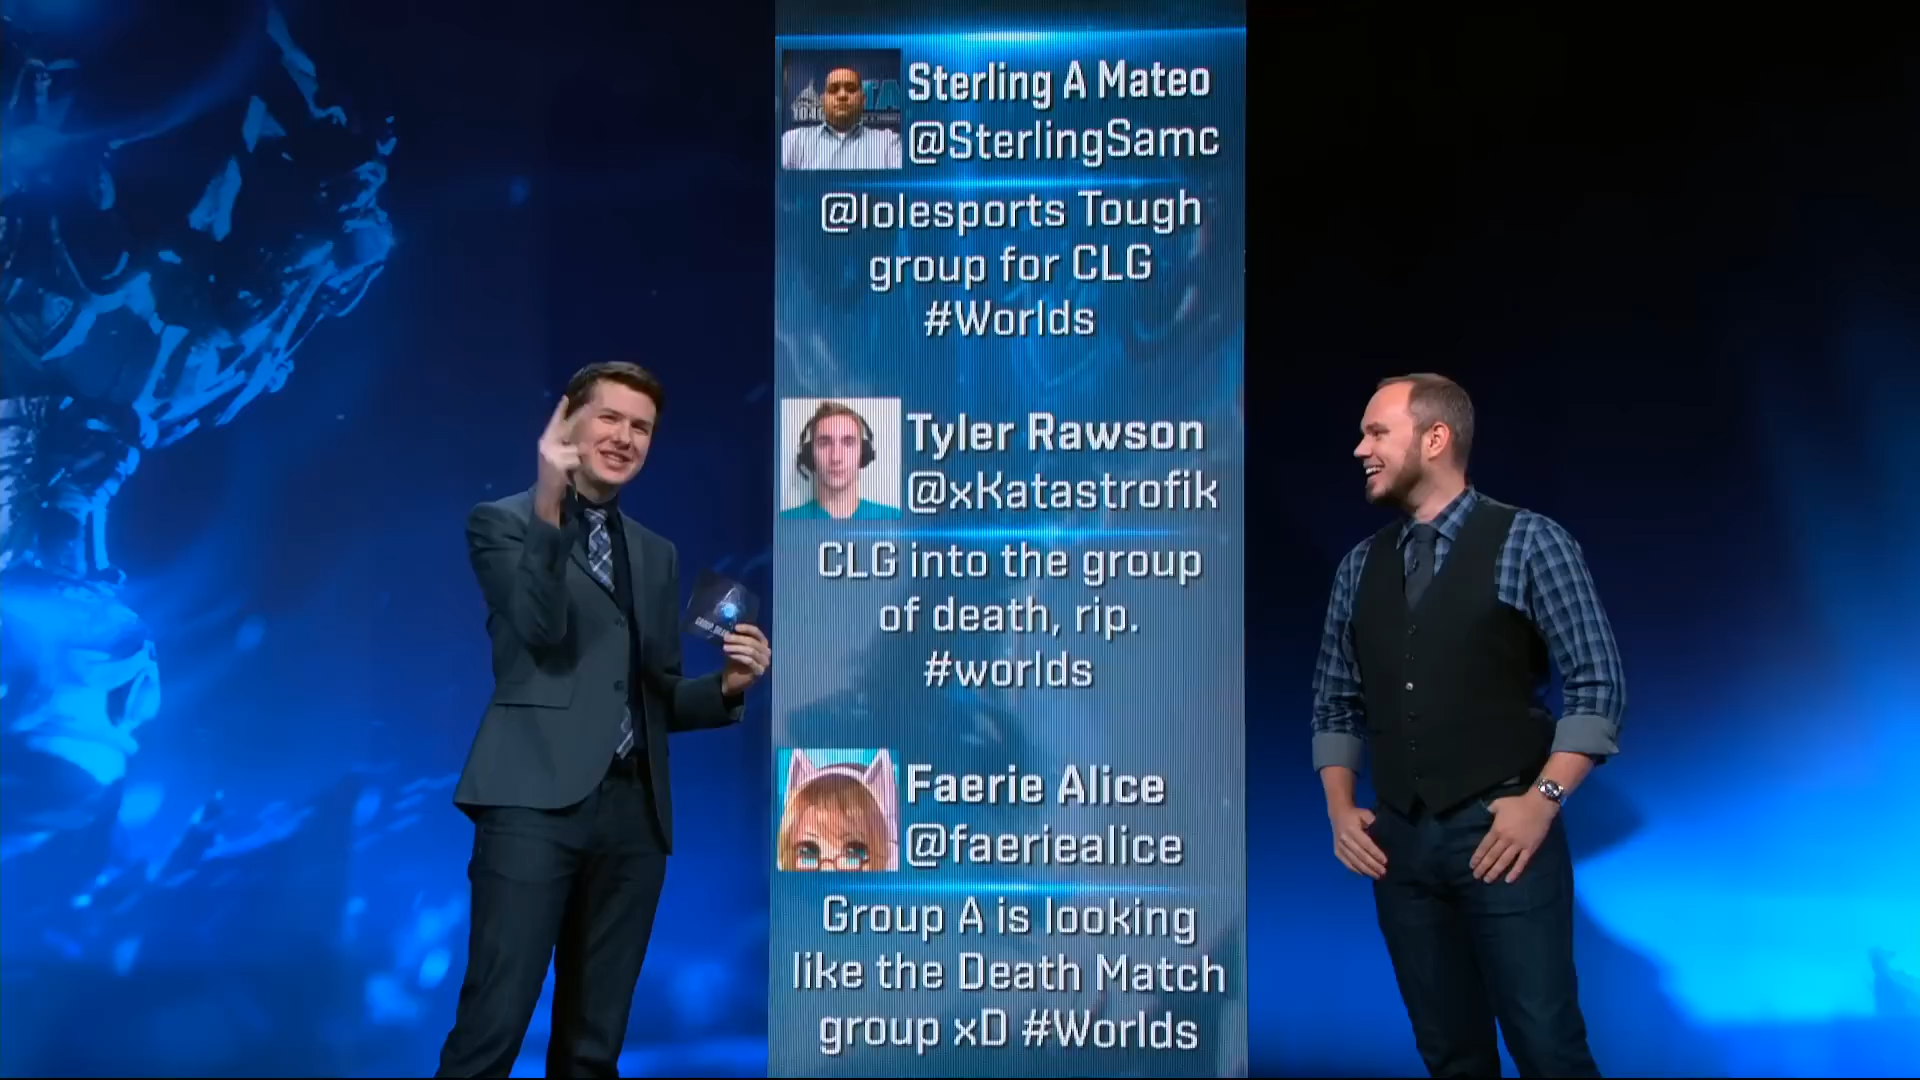 Sterling A Mateo
@SterlingSamc
@lolesports Tough
group for CLG
#Worlds
Tyler Rawson
@xKatastrofik
CLG into the group
of death, rip.
#worlds
Faerie Alice
@faeriealice
Group A is looking
like the Death Match
group xD #Worlds